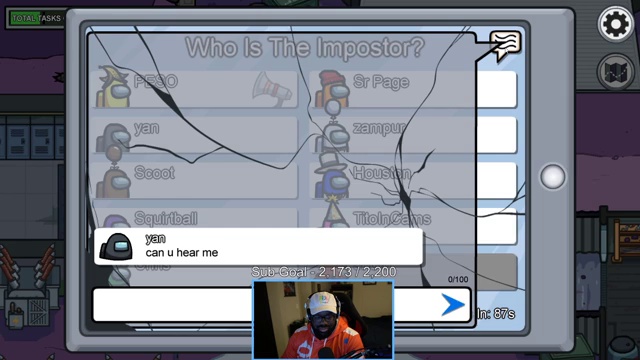 TOTAL TASKS
Who Is The Impostor?
PESO
Sr Page
yan
zampur
Scoot
Houstan
Squirtball
TitoInCams
yan
can u hear me
Sub-Goal - 2,173 / 2,200
0/100
In: 87s